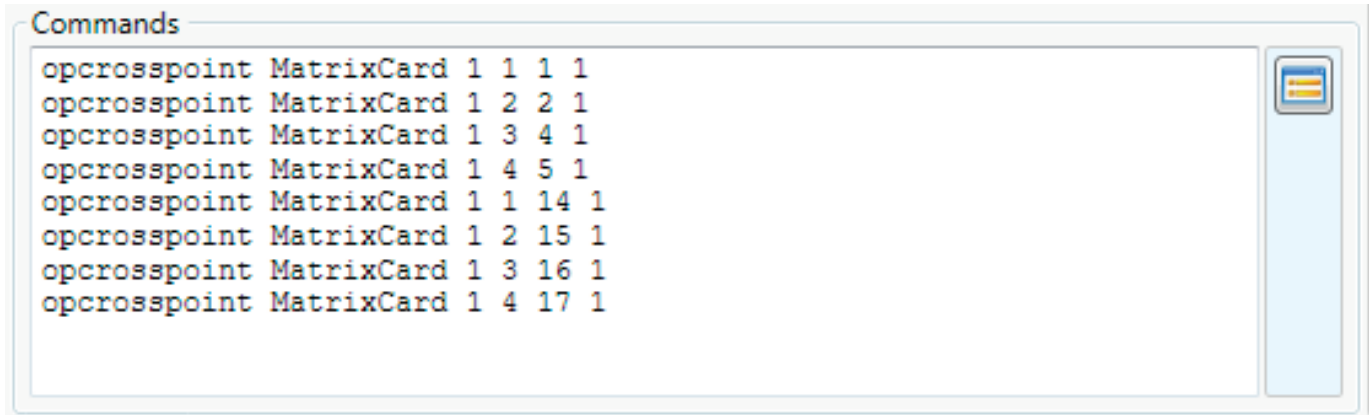 Commands
opcrosspoint MatrixCard 1 1 1 1
opcrosspoint MatrixCard 1 2 2 1
opcrosspoint MatrixCard 1 3 4 1
opcrosspoint MatrixCard 1 4 5 1
opcrosspoint MatrixCard 1 1 14 1
opcrosspoint MatrixCard 1 2 15 1
opcrosspoint MatrixCard 1 3 16 1
opcrosspoint MatrixCard 1 4 17 1